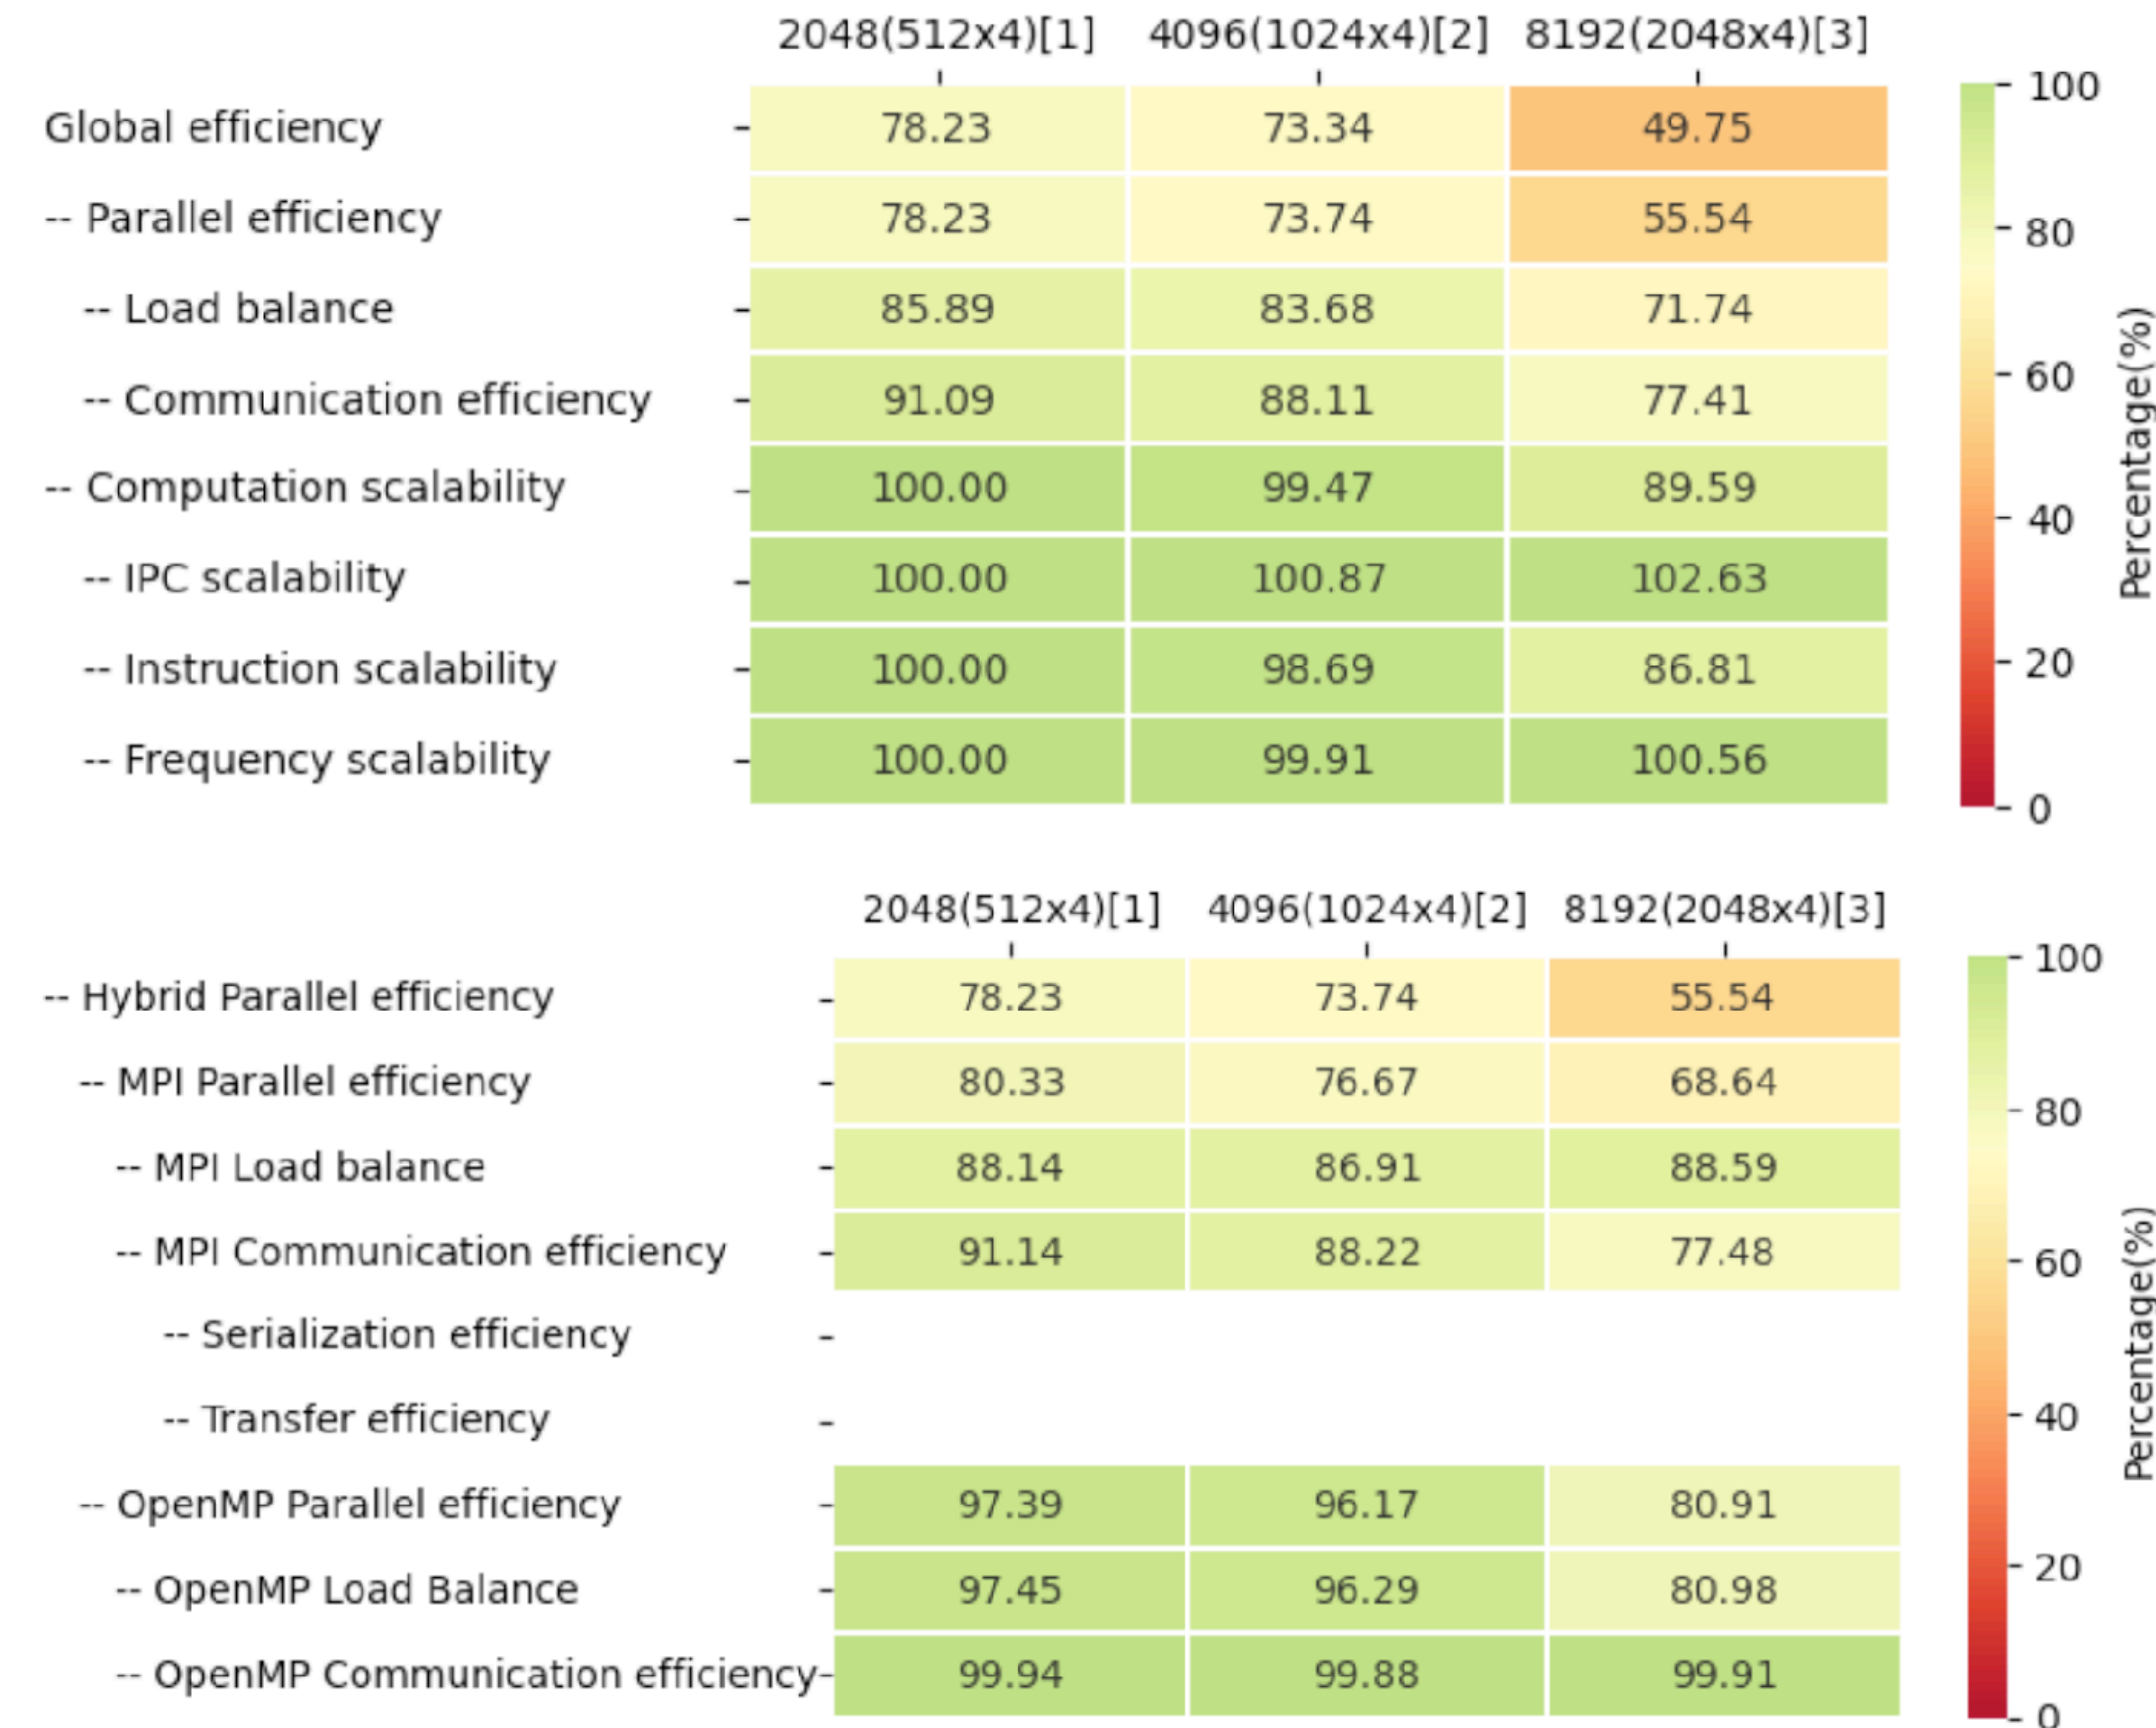 2048(512x4)[1] 4096(1024x4)[2] 8192(2048x4)[3]
Global efficiency 78.23 73.34 49.75
-- Parallel efficiency 78.23 73.74 55.54
-- Load balance 85.89 83.68 71.74
-- Communication efficiency 91.09 88.11 77.41
-- Computation scalability 100.00 99.47 89.59
-- IPC scalability 100.00 100.87 102.63
-- Instruction scalability 100.00 98.69 86.81
-- Frequency scalability 100.00 99.91 100.56
100
80
60
40
20
0
Percentage(%)
2048(512x4)[1] 4096(1024x4)[2] 8192(2048x4)[3]
-- Hybrid Parallel efficiency 78.23 73.74 55.54
-- MPI Parallel efficiency 80.33 76.67 68.64
-- MPI Load balance 88.14 86.91 88.59
-- MPI Communication efficiency 91.14 88.22 77.48
-- Serialization efficiency
-- Transfer efficiency
-- OpenMP Parallel efficiency 97.39 96.17 80.91
-- OpenMP Load Balance 97.45 96.29 80.98
-- OpenMP Communication efficiency 99.94 99.88 99.91
100
80
60
40
20
0
Percentage(%)